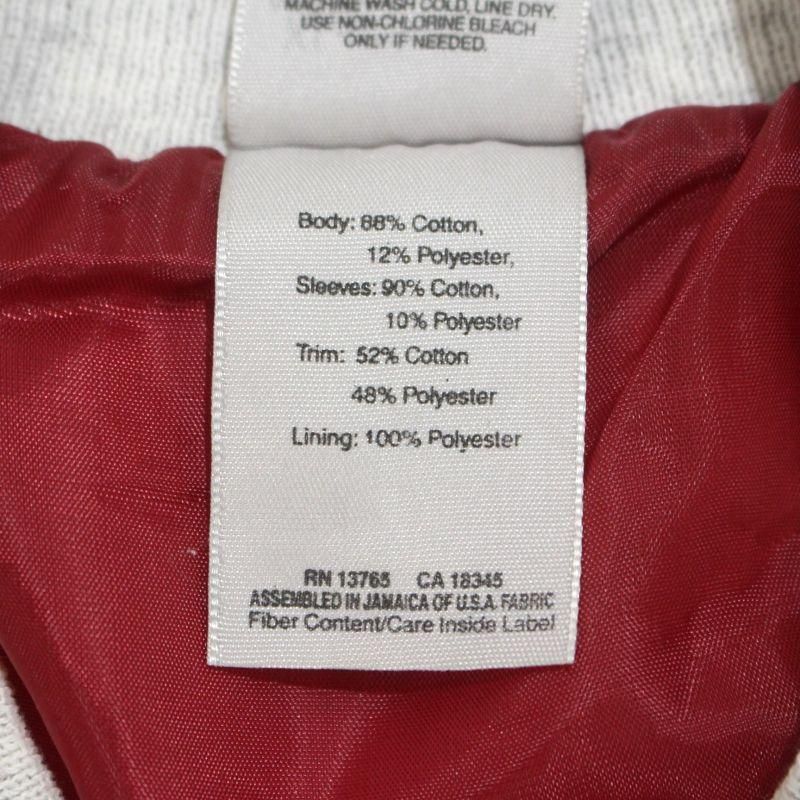 MACHINE WASH COLD, LINE DRY.
USE NON-CHLORINE BLEACH
ONLY IF NEEDED.
Body: 88% Cotton,
12% Polyester,
Sleeves: 90% Cotton,
10% Polyester
Trim: 52% Cotton
48% Polyester
Lining: 100% Polyester
RN 13765 CA 18345
ASSEMBLED IN JAMAICA OF U.S.A. FABRIC
Fiber Content/Care Inside Label